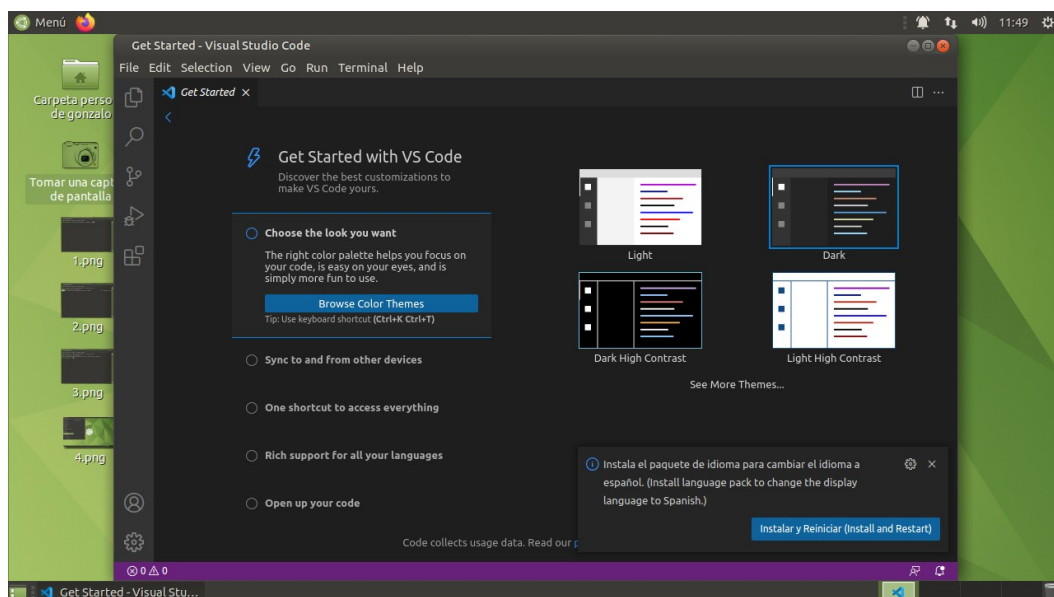 Menú
11:49
Get Started - Visual Studio Code
File Edit Selection View Go Run Terminal Help
Get Started
Carpeta perso
de gonzalo
Tomar una capt
de pantalla
1.png
2.png
3.png
4.png
Get Started with VS Code
Discover the best customizations to
make VS Code yours.
Choose the look you want
The right color palette helps you focus on
your code, is easy on your eyes, and is
simply more fun to use.
Browse Color Themes
Tip: Use keyboard shortcut (Ctrl+K Ctrl+T)
Sync to and from other devices
One shortcut to access everything
Rich support for all your languages
Open up your code
Light
Dark
Dark High Contrast
Light High Contrast
See More Themes...
Code collects usage data. Read our
Instala el paquete de idioma para cambiar el idioma a
español. (Install language pack to change the display
language to Spanish.)
Instalar y Reiniciar (Install and Restart)
0 0
Get Started - Visual Stu...